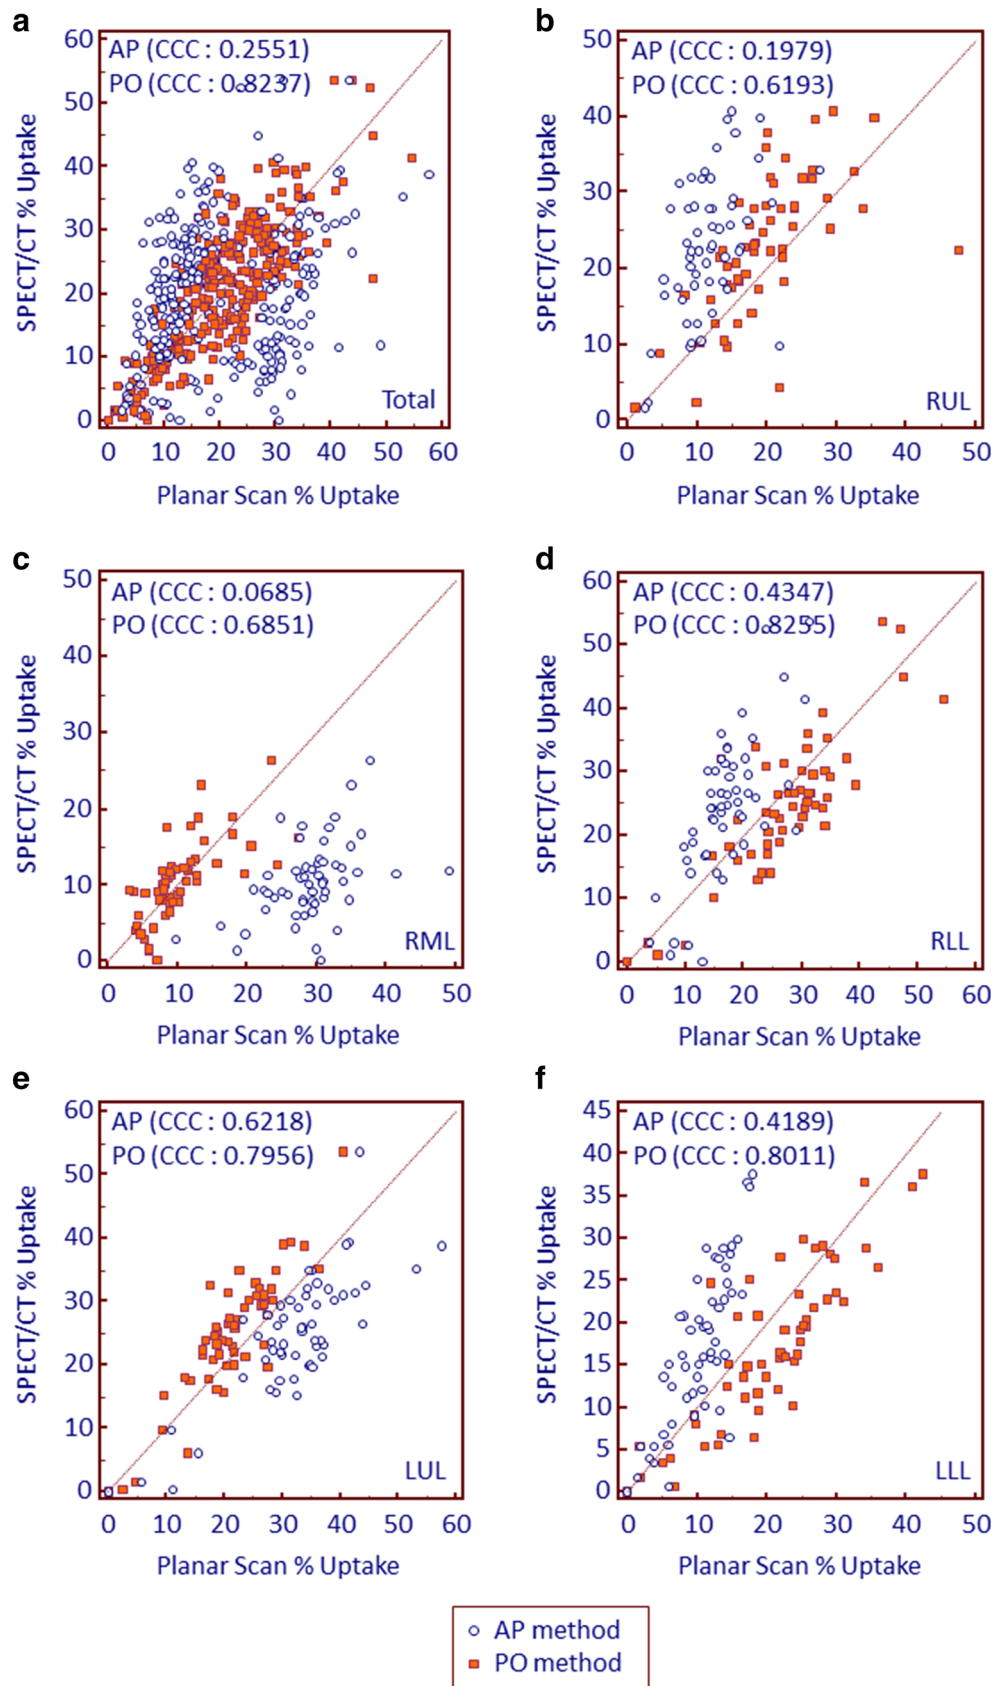 a
AP (CCC : 0.2551)
PO (CCC : 0.8237)
60
50
40
30
20
10
0
SPECT/CT % Uptake
Total
0 10 20 30 40 50 60
Planar Scan % Uptake
b
AP (CCC : 0.1979)
PO (CCC : 0.6193)
50
40
30
20
10
0
SPECT/CT % Uptake
RUL
0 10 20 30 40 50
Planar Scan % Uptake
c
AP (CCC : 0.0685)
PO (CCC : 0.6851)
50
40
30
20
10
0
SPECT/CT % Uptake
RML
0 10 20 30 40 50
Planar Scan % Uptake
d
AP (CCC : 0.4347)
PO (CCC : 0.8255)
60
50
40
30
20
10
0
SPECT/CT % Uptake
RLL
0 10 20 30 40 50 60
Planar Scan % Uptake
e
AP (CCC : 0.6218)
PO (CCC : 0.7956)
60
50
40
30
20
10
0
SPECT/CT % Uptake
LUL
0 10 20 30 40 50 60
Planar Scan % Uptake
f
AP (CCC : 0.4189)
PO (CCC : 0.8011)
45
40
35
30
25
20
15
10
5
0
SPECT/CT % Uptake
LLL
0 10 20 30 40 50
Planar Scan % Uptake
AP method
PO method